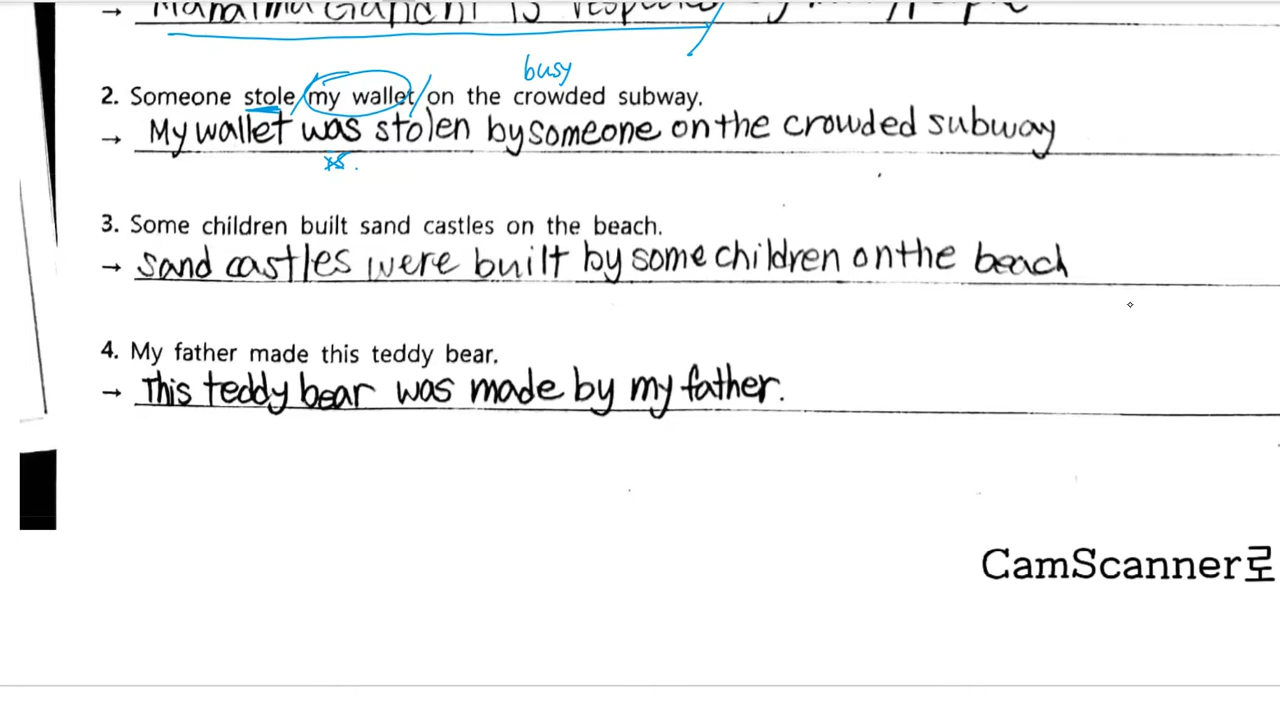 → Mahatma Gandhi is
busy
2. Someone stole my wallet on the crowded subway.
→ My wallet was stolen by someone on the crowded subway
3. Some children built sand castles on the beach.
→ Sand castles were built by some children on the beach
4. My father made this teddy bear.
→ This teddy bear was made by my father.
CamScanner로